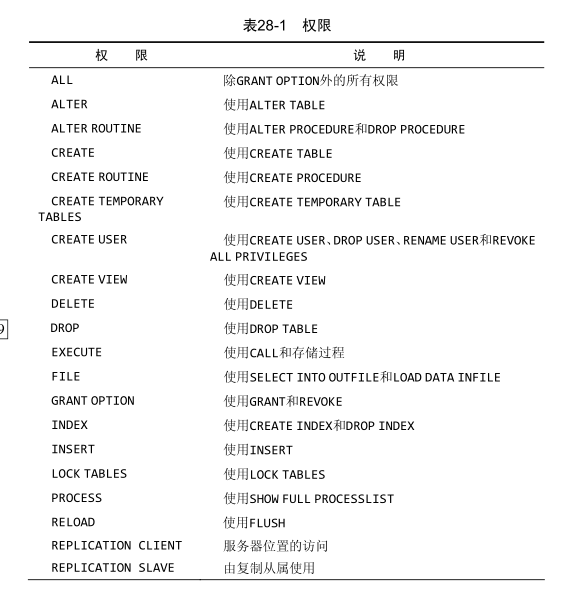 表28-1 权限
权 限 说 明
ALL 除GRANT OPTION外的所有权限
ALTER 使用ALTER TABLE
ALTER ROUTINE 使用ALTER PROCEDURE和DROP PROCEDURE
CREATE 使用CREATE TABLE
CREATE ROUTINE 使用CREATE PROCEDURE
CREATE TEMPORARY 使用CREATE TEMPORARY TABLE
TABLES
CREATE USER 使用CREATE USER、DROP USER、RENAME USER和REVOKE
ALL PRIVILEGES
CREATE VIEW 使用CREATE VIEW
DELETE 使用DELETE
DROP 使用DROP TABLE
EXECUTE 使用CALL和存储过程
FILE 使用SELECT INTO OUTFILE和LOAD DATA INFILE
GRANT OPTION 使用GRANT和REVOKE
INDEX 使用CREATE INDEX和DROP INDEX
INSERT 使用INSERT
LOCK TABLES 使用LOCK TABLES
PROCESS 使用SHOW FULL PROCESSLIST
RELOAD 使用FLUSH
REPLICATION CLIENT 服务器位置的访问
REPLICATION SLAVE 由复制从属使用